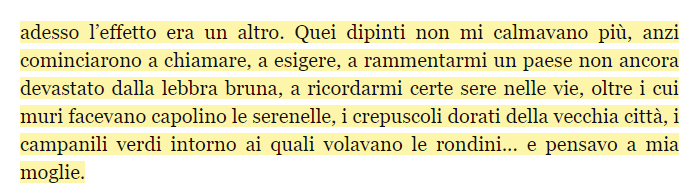 adesso l’effetto era un altro. Quei dipinti non mi calmavano più, anzi
cominciarono a chiamare, a esigere, a rammentarmi un paese non ancora
devastato dalla lebbra bruna, a ricordarmi certe sere nelle vie, oltre i cui
muri facevano capolino le serenelle, i crepuscoli dorati della vecchia città, i
campanili verdi intorno ai quali volavano le rondini... e pensavo a mia
moglie.